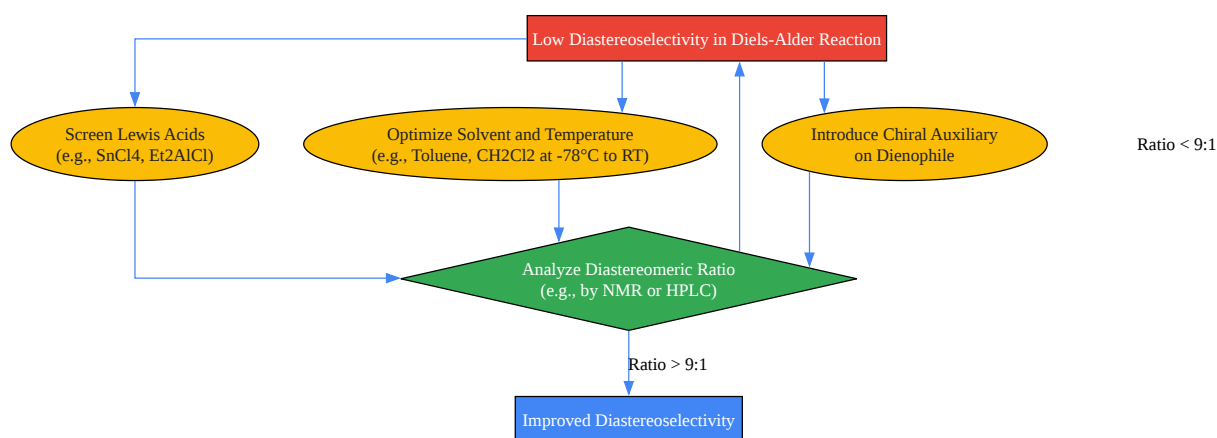 Low Diastereoselectivity in Diels-Alder Reaction
Screen Lewis Acids
(e.g., SnCl4, Et2AlCl)
Optimize Solvent and Temperature
(e.g., Toluene, CH2Cl2 at -78°C to RT)
Introduce Chiral Auxiliary
on Dienophile
Ratio < 9:1
Analyze Diastereomeric Ratio
(e.g., by NMR or HPLC)
Ratio > 9:1
Improved Diastereoselectivity